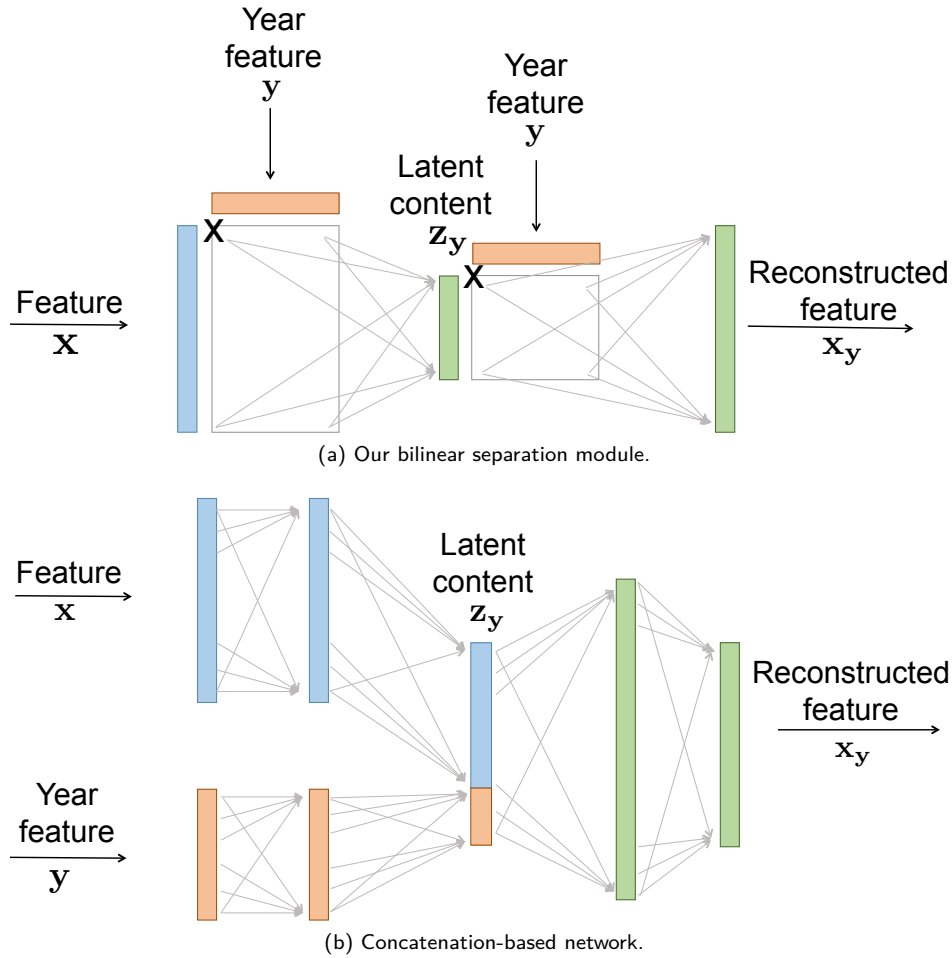 Year
feature
y
Year
feature
y
Latent
content
z_y
X
X
Feature
x
Reconstructed
feature
x_y
(a) Our bilinear separation module.
Feature
x
Latent
content
z_y
Reconstructed
feature
x_y
Year
feature
y
(b) Concatenation-based network.